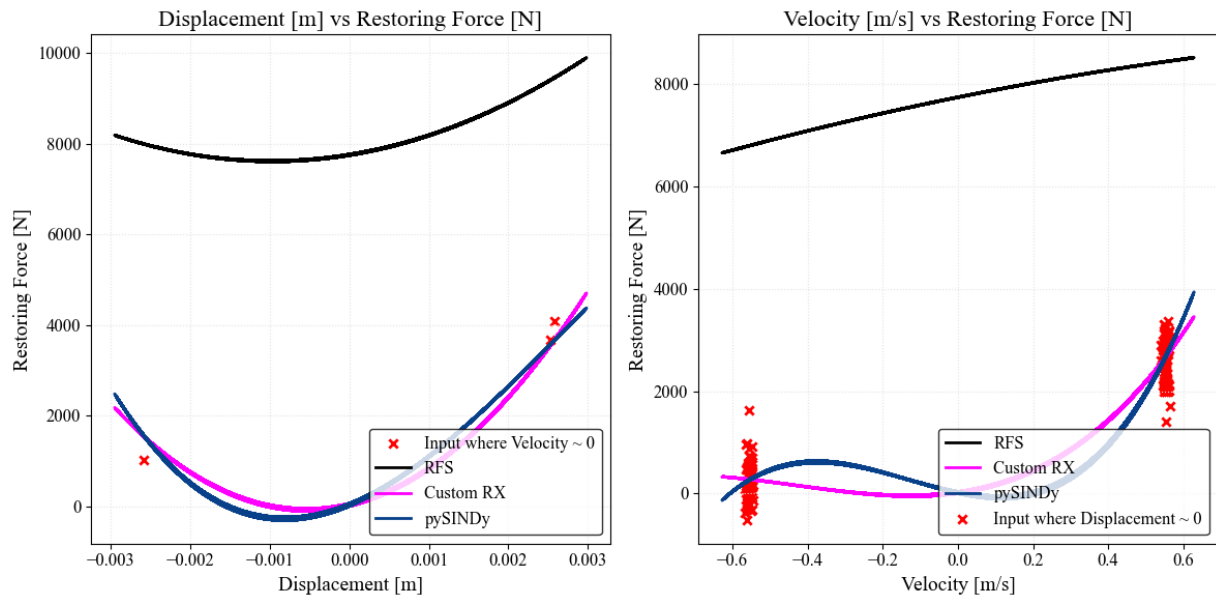 Displacement [m] vs Restoring Force [N]
Restoring Force [N]
10000
8000
6000
4000
2000
0
Input where Velocity ~ 0
RFS
Custom RX
pySINDy
−0.003
−0.002
−0.001
0.000
0.001
0.002
0.003
Displacement [m]
Velocity [m/s] vs Restoring Force [N]
Restoring Force [N]
8000
6000
4000
2000
0
RFS
Custom RX
pySINDy
Input where Displacement ~ 0
−0.6
−0.4
−0.2
0.0
0.2
0.4
0.6
Velocity [m/s]